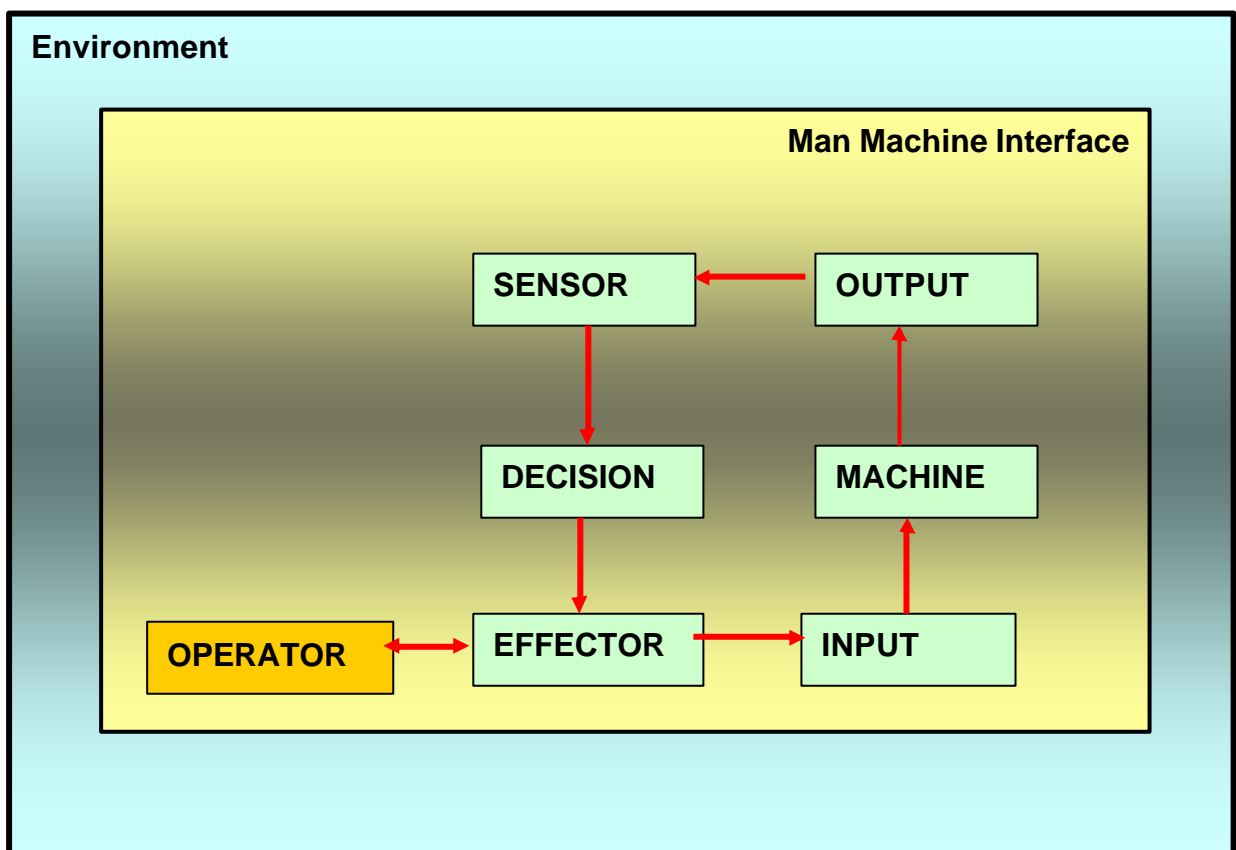 Environment
Man Machine Interface
SENSOR
OUTPUT
DECISION
MACHINE
OPERATOR
EFFECTOR
INPUT